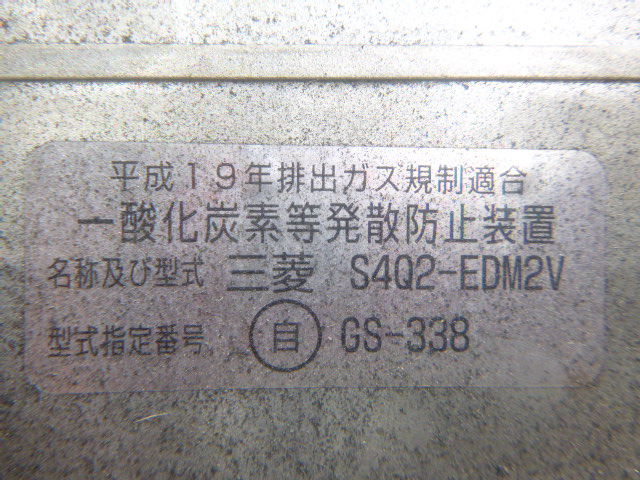 平成19年排出ガス規制適合
一酸化炭素等発散防止装置
名称及び型式 三菱 S4Q2-EDM2V
型式指定番号 自 GS-338